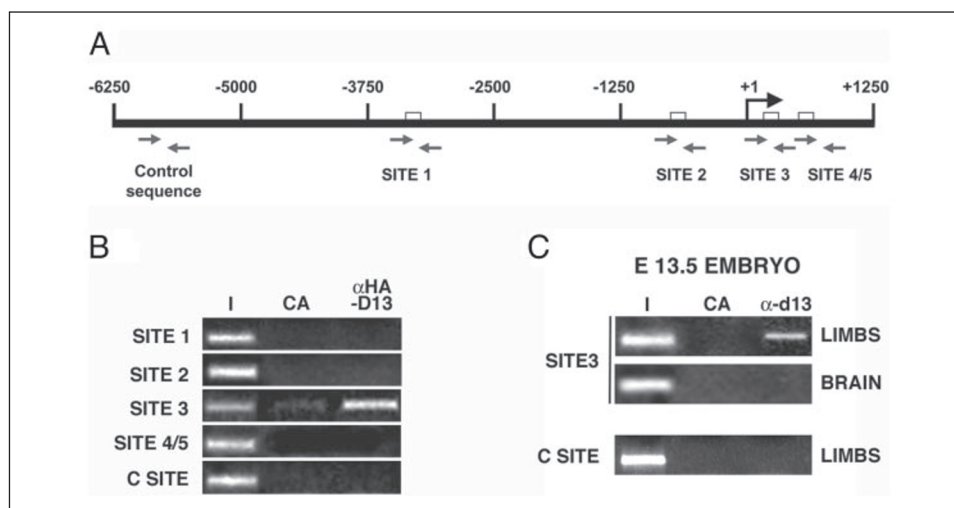 A
-6250 -5000 -3750 -2500 -1250 +1 +1250
Control
sequence
SITE 1 SITE 2 SITE 3 SITE 4/5
B
I CA αHA
-D13
SITE 1
SITE 2
SITE 3
SITE 4/5
C SITE
C
E 13.5 EMBRYO
I CA α-d13
SITE3
LIMBS
BRAIN
C SITE LIMBS